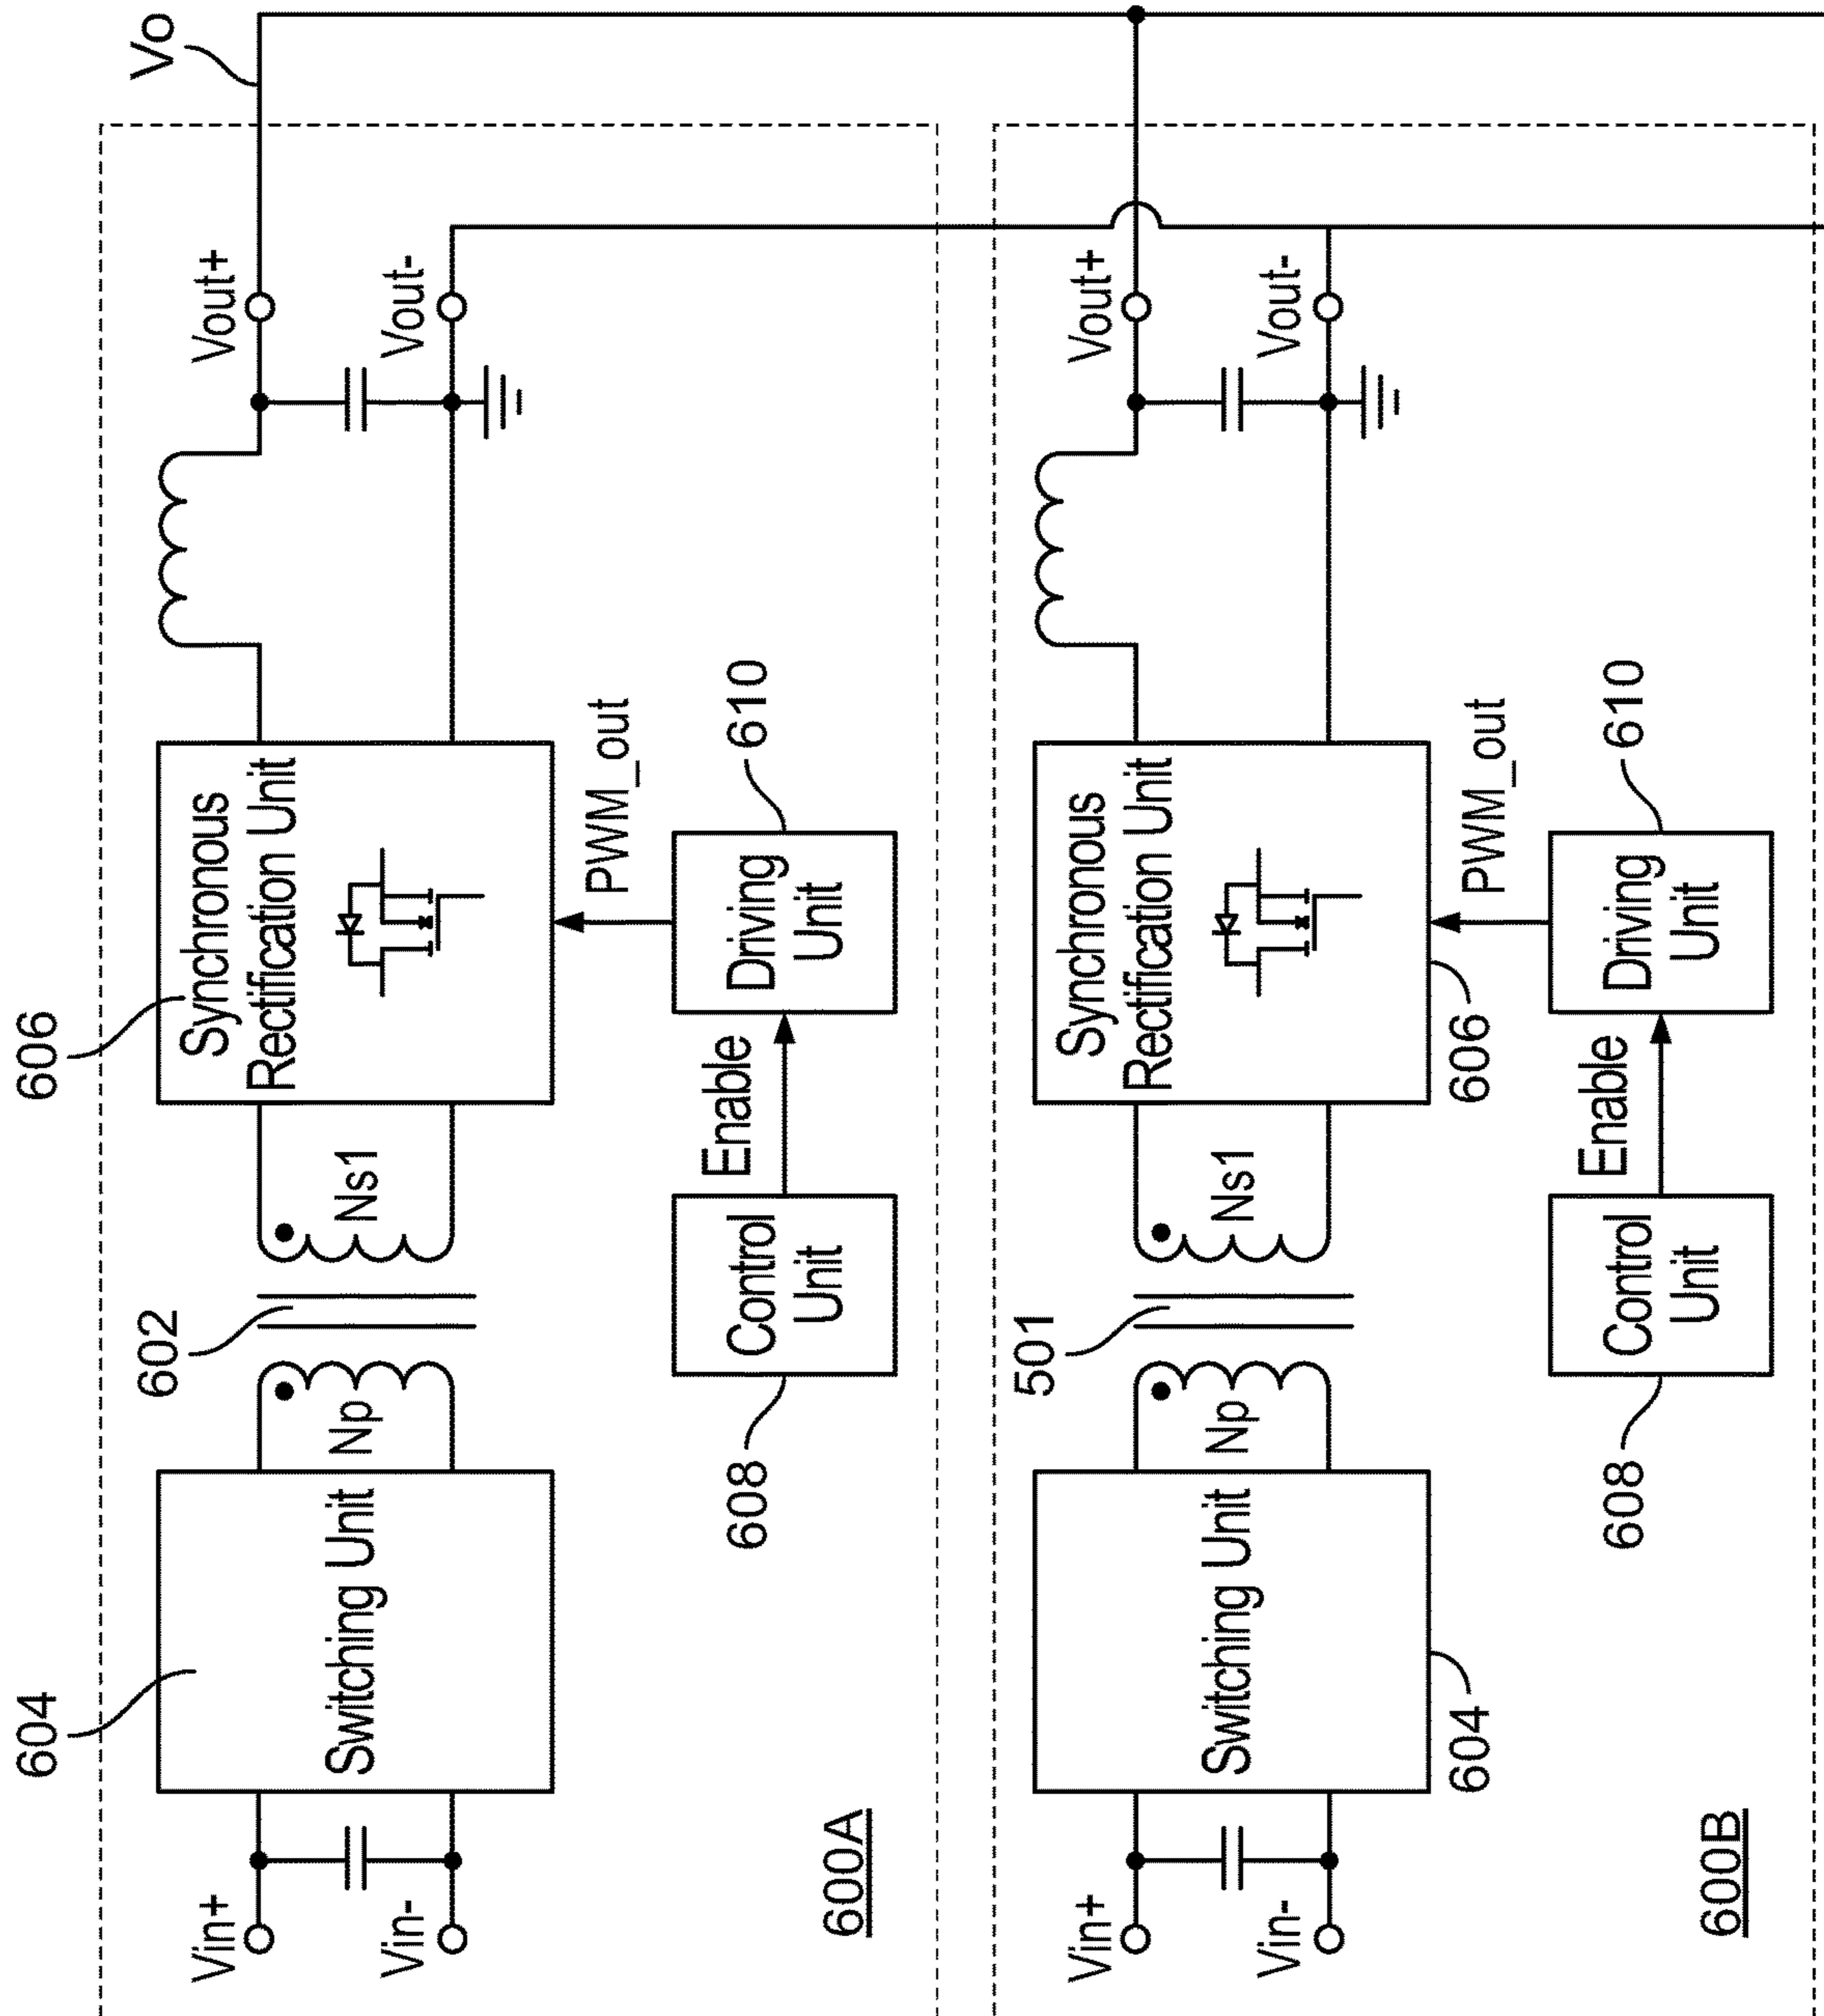 Vo
606
604
602
Vin+
Vin-
Switching Unit
Np
Ns1
Synchronous
Rectification Unit
Vout+
Vout-
PWM_out
Control
Unit
608
Enable
Driving
Unit
610
600A
501
Vin+
Vin-
Switching Unit
604
Np
Ns1
Synchronous
Rectification Unit
606
Vout+
Vout-
PWM_out
Control
Unit
608
Enable
Driving
Unit
610
600B